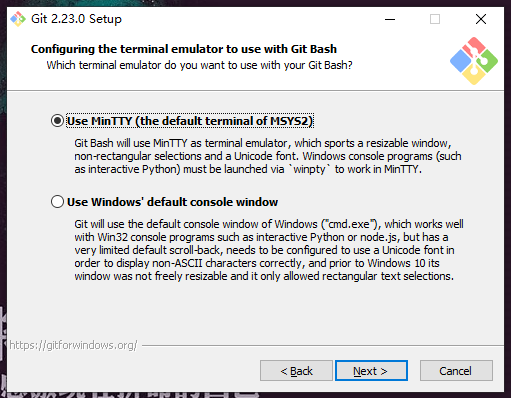 Git 2.23.0 Setup
Configuring the terminal emulator to use with Git Bash
Which terminal emulator do you want to use with your Git Bash?
Use MinTTY (the default terminal of MSYS2)
Git Bash will use MinTTY as terminal emulator, which sports a resizable window,
non-rectangular selections and a Unicode font. Windows console programs (such
as interactive Python) must be launched via `winpty` to work in MinTTY.
Use Windows' default console window
Git will use the default console window of Windows ("cmd.exe"), which works well
with Win32 console programs such as interactive Python or node.js, but has a
very limited default scroll-back, needs to be configured to use a Unicode font in
order to display non-ASCII characters correctly, and prior to Windows 10 its
window was not freely resizable and it only allowed rectangular text selections.
https://gitforwindows.org/
< Back
Next >
Cancel